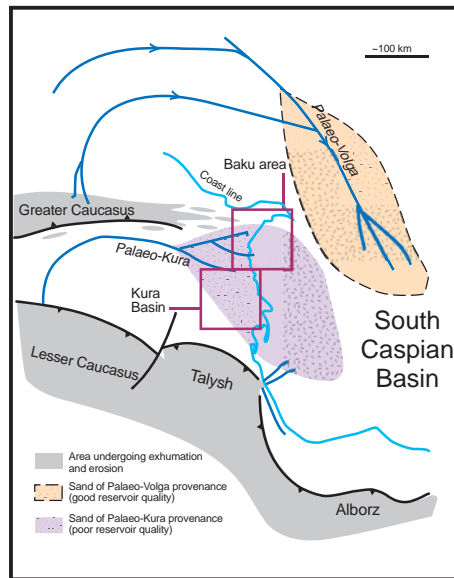 ~100 km
Palaeo-Volga
Baku area
Coast line
Greater Caucasus
Palaeo-Kura
Kura
Basin
South
Caspian
Basin
Lesser Caucasus
Talysh
Area undergoing exhumation
and erosion
Sand of Palaeo-Volga provenance
(good reservoir quality)
Sand of Palaeo-Kura provenance
(poor reservoir quality)
Alborz